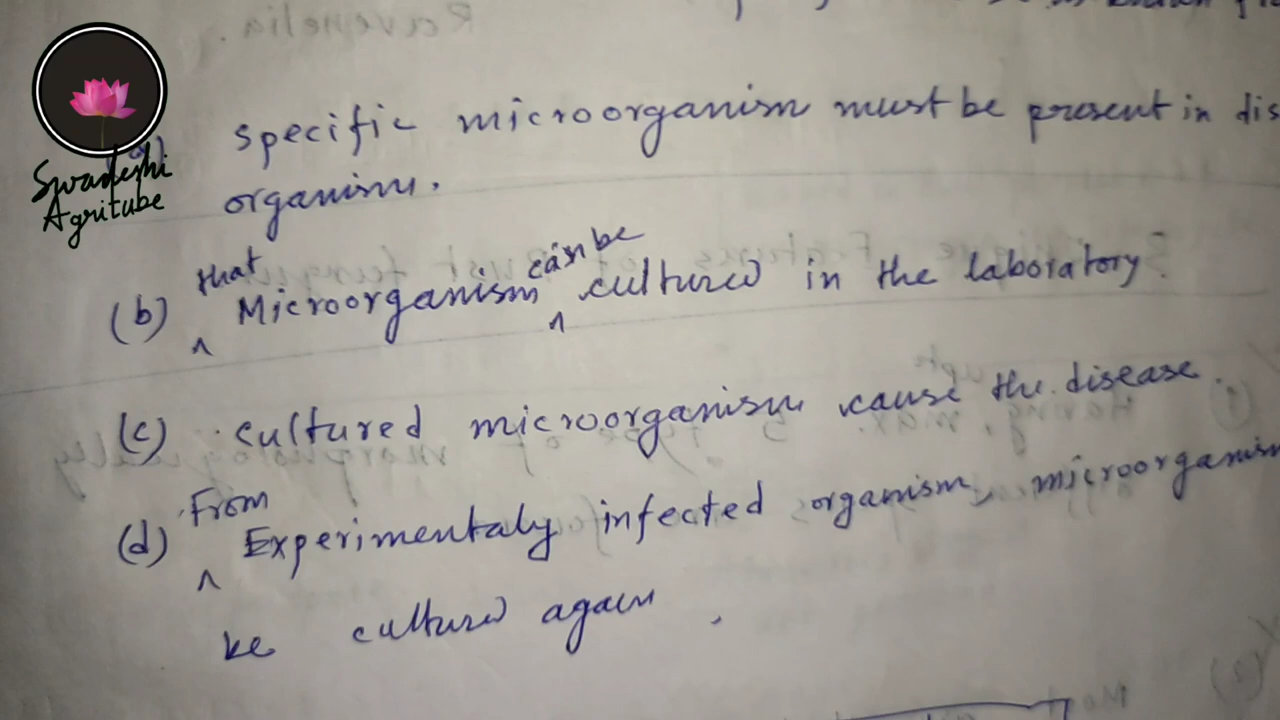 (a) specific microorganism must be present in dis
organism.
that can be
(b) ^ Microorganism ^ cultured in the laboratory.
(c) cultured microorganism cause the disease.
From
(d) ^ Experimentaly infected organism, microorganism
be cultured again.
Swadeshi
Agritube